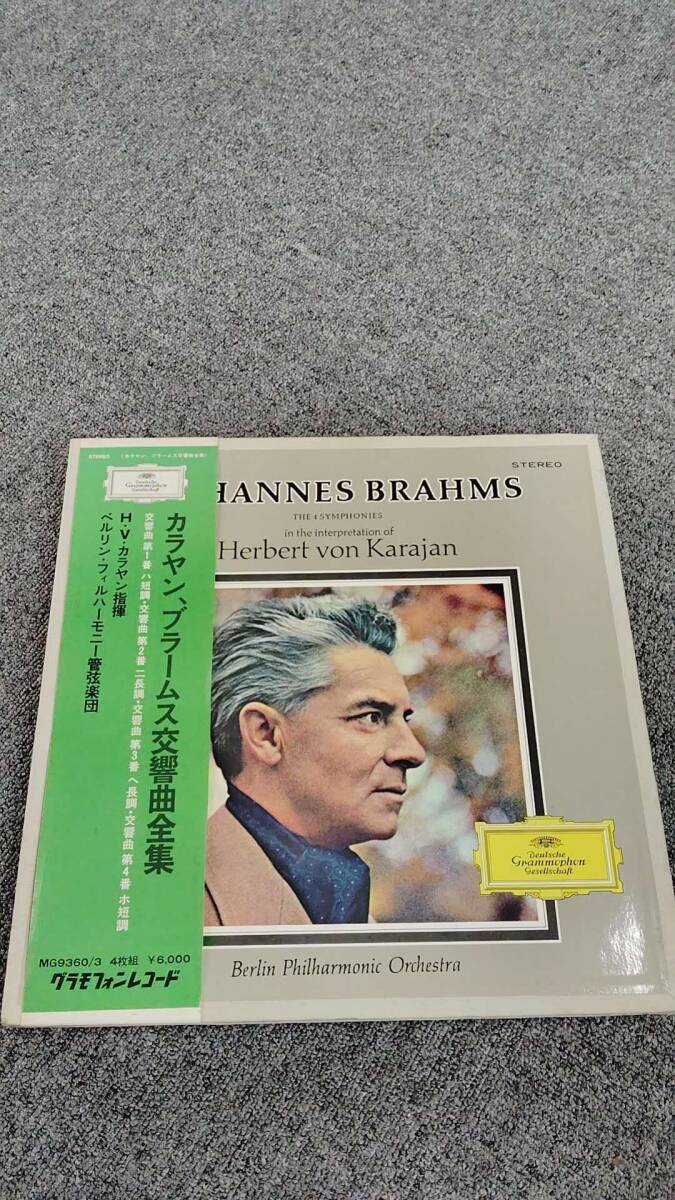 STEREO (カラヤン、ブラームス交響曲全集)
Deutsche
Grammophon
Gesellschaft
カラヤン、ブラームス交響曲全集
交響曲 第1番 ハ短調・交響曲 第2番 ニ長調・交響曲 第3番 ヘ長調・交響曲 第4番 ホ短調
H・V・カラヤン指揮
ベルリン・フィルハーモニー管弦楽団
MG9360/3 4枚組 ¥6,000
グラモフォンレコード
STEREO
HANNES BRAHMS
THE 4 SYMPHONIES
in the interpretation of
Herbert von Karajan
Deutsche
Grammophon
Gesellschaft
Berlin Philharmonic Orchestra